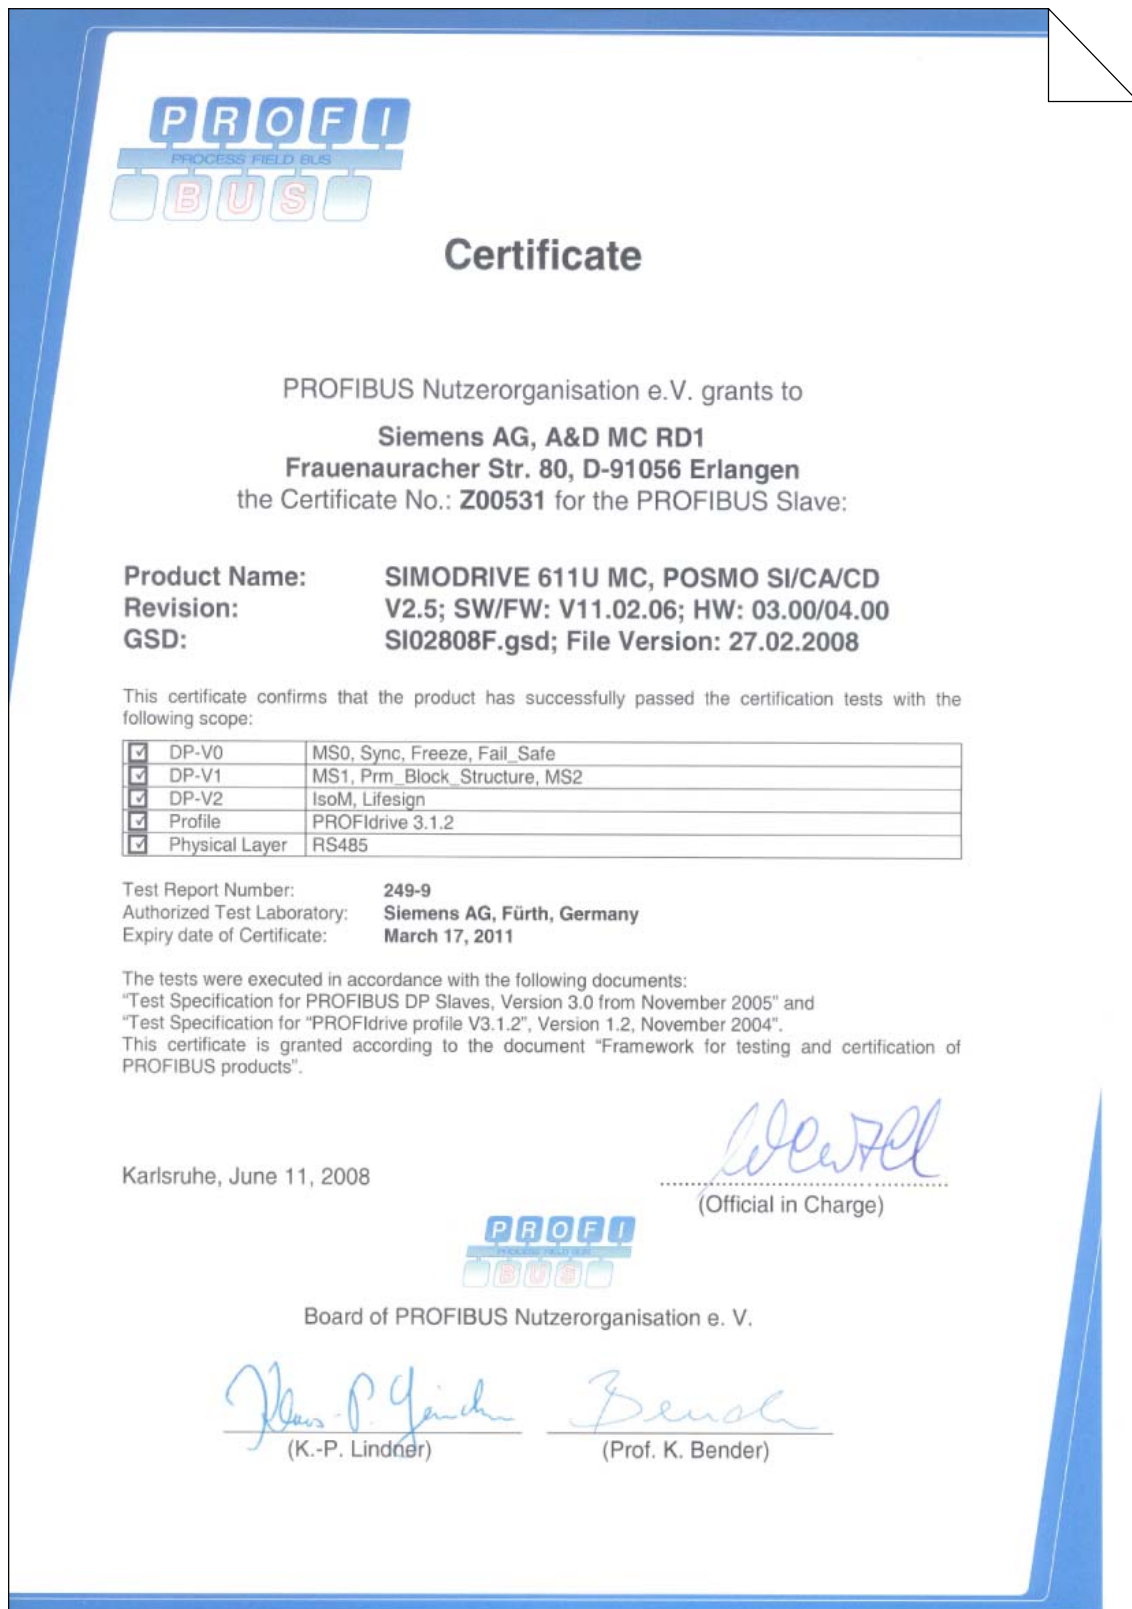 PROFI
PROCESS FIELD BUS
BUS
Certificate
PROFIBUS Nutzerorganisation e.V. grants to
Siemens AG, A&D MC RD1
Frauenauracher Str. 80, D-91056 Erlangen
the Certificate No.: Z00531 for the PROFIBUS Slave:
Product Name: SIMODRIVE 611U MC, POSMO SI/CA/CD
Revision: V2.5; SW/FW: V11.02.06; HW: 03.00/04.00
GSD: SI02808F.gsd; File Version: 27.02.2008
This certificate confirms that the product has successfully passed the certification tests with the
following scope:
DP-V0 MS0, Sync, Freeze, Fail_Safe
DP-V1 MS1, Prm_Block_Structure, MS2
DP-V2 IsoM, Lifesign
Profile PROFIdrive 3.1.2
Physical Layer RS485
Test Report Number: 249-9
Authorized Test Laboratory: Siemens AG, Fürth, Germany
Expiry date of Certificate: March 17, 2011
The tests were executed in accordance with the following documents:
"Test Specification for PROFIBUS DP Slaves, Version 3.0 from November 2005" and
"Test Specification for "PROFIdrive profile V3.1.2", Version 1.2, November 2004".
This certificate is granted according to the document "Framework for testing and certification of
PROFIBUS products".
Karlsruhe, June 11, 2008
(Official in Charge)
PROFI
PROCESS FIELD BUS
BUS
Board of PROFIBUS Nutzerorganisation e. V.
(K.-P. Lindner) (Prof. K. Bender)